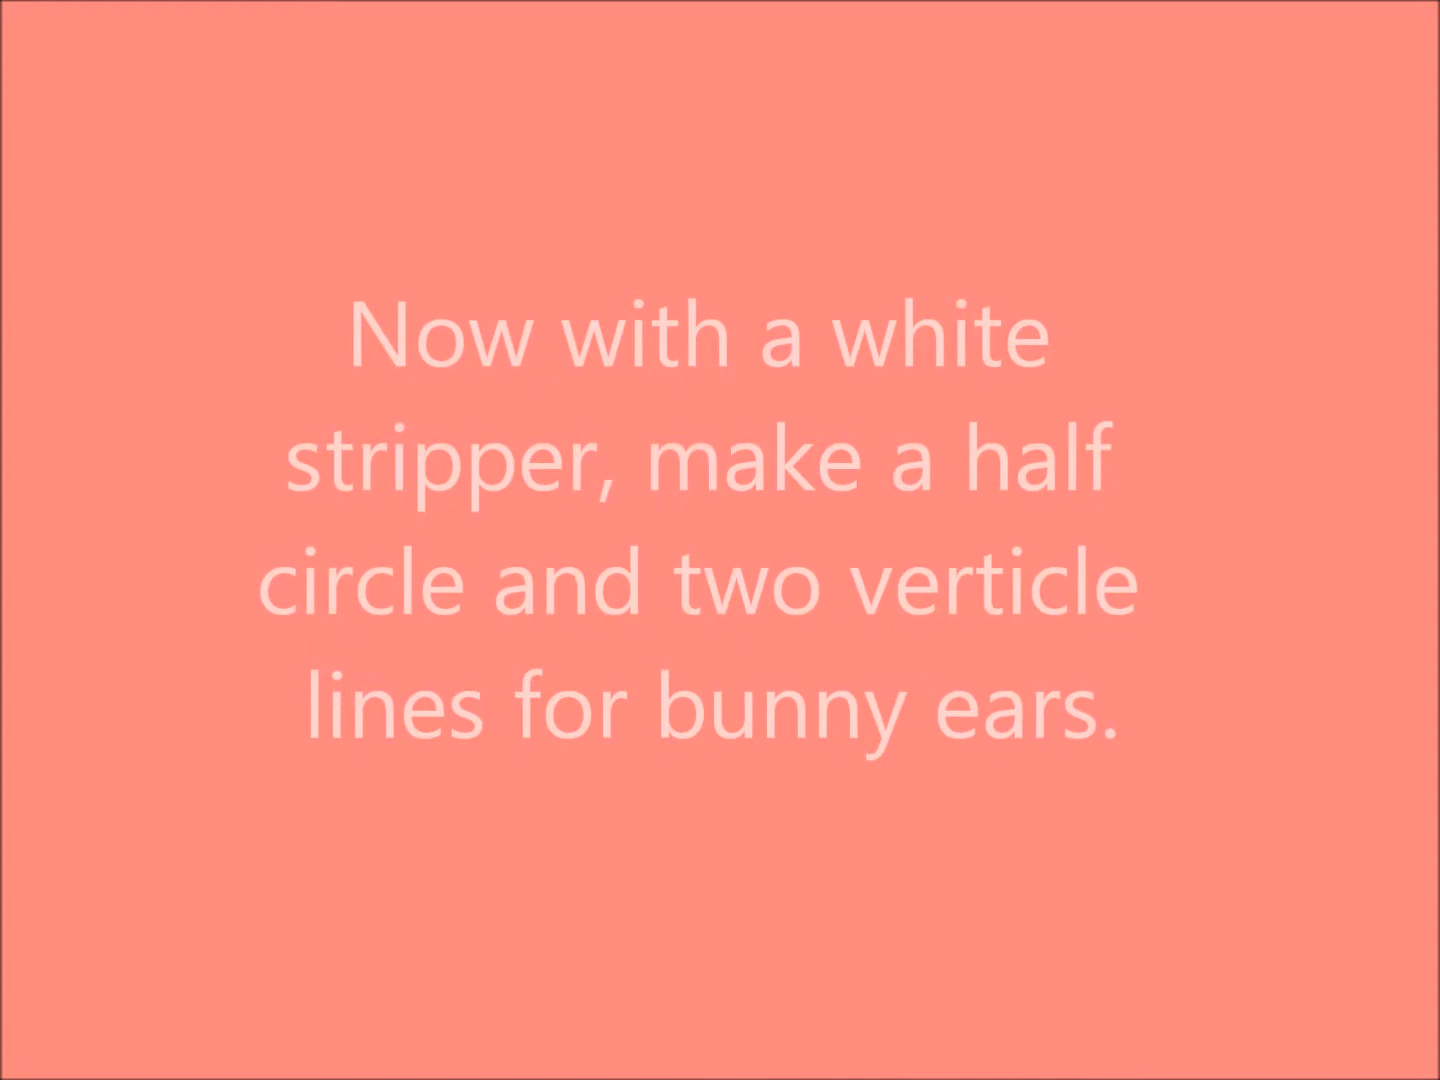 Now with a white
stripper, make a half
circle and two verticle
lines for bunny ears.